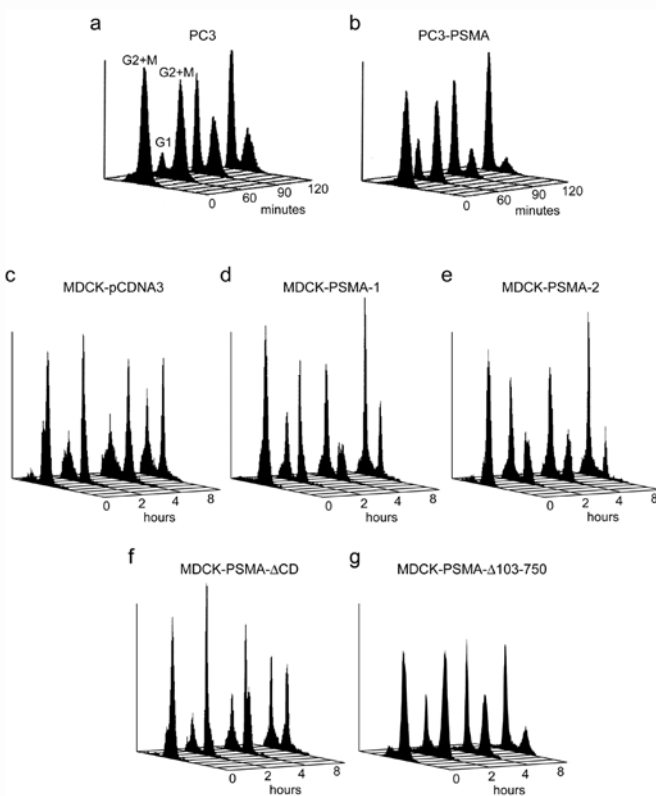 a
PC3
G2+M
G2+M
G1
0
60
90
120
minutes
b
PC3-PSMA
0
60
90
120
minutes
c
MDCK-pCDNA3
0
2
4
8
hours
d
MDCK-PSMA-1
0
2
4
8
hours
e
MDCK-PSMA-2
0
2
4
8
hours
f
MDCK-PSMA-ΔCD
0
2
4
8
hours
g
MDCK-PSMA-Δ103-750
0
2
4
8
hours